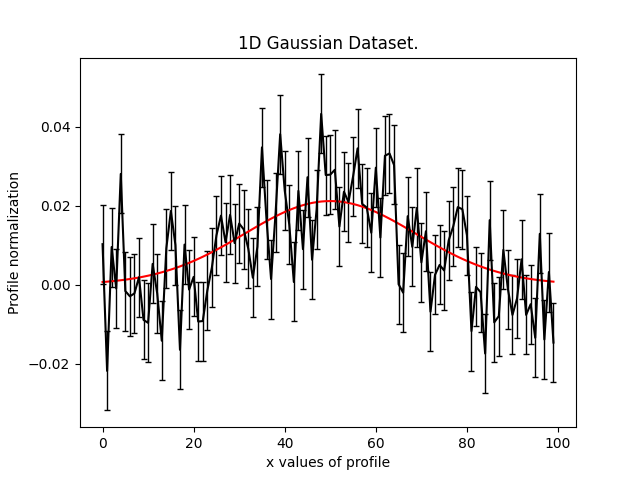 1D Gaussian Dataset.
Profile normalization
0.04
0.02
0.00
−0.02
0 20 40 60 80 100
x values of profile